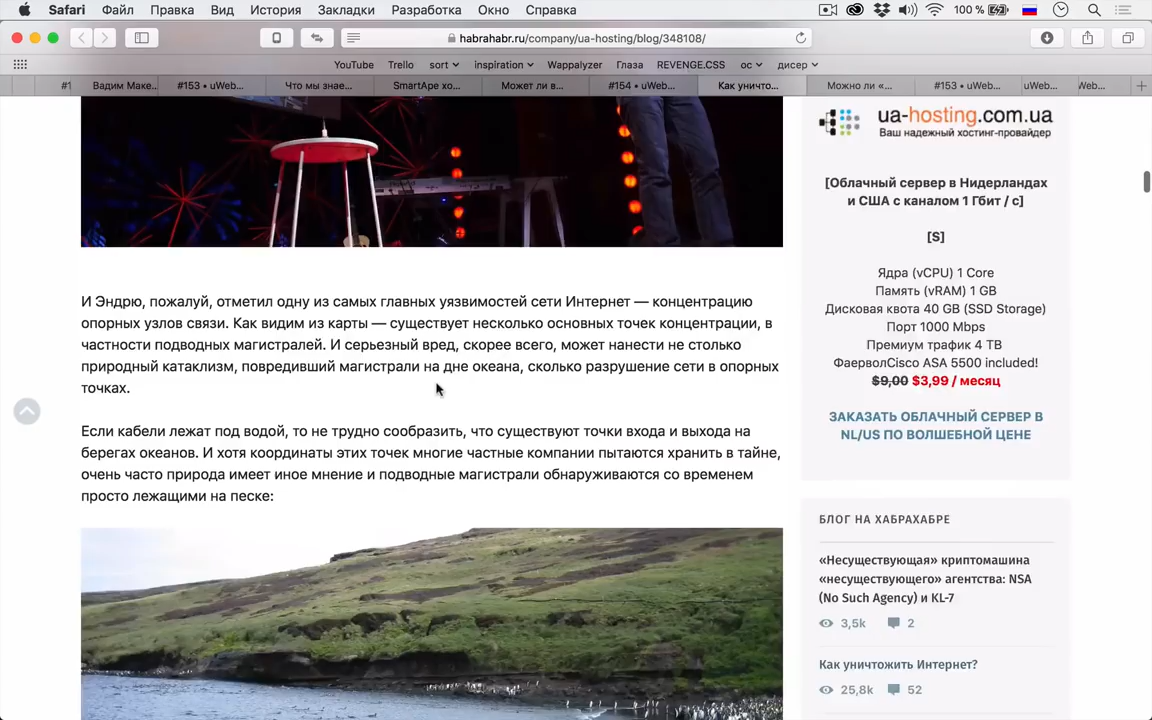 Safari Файл Правка Вид История Закладки Разработка Окно Справка 100 %
habrahabr.ru/company/ua-hosting/blog/348108/
YouTube Trello sort inspiration Wappalyzer Глаза REVENGE.CSS ос дисер
#1 Вадим Маке... #153 • uWeb... Что мы знае... SmartApe хо... Может ли в... #154 • uWeb... Как уничто... Можно ли «... #153 • uWeb... uWeb... Web...
И Эндрю, пожалуй, отметил одну из самых главных уязвимостей сети Интернет — концентрацию
опорных узлов связи. Как видим из карты — существует несколько основных точек концентрации, в
частности подводных магистралей. И серьезный вред, скорее всего, может нанести не столько
природный катаклизм, повредивший магистрали на дне океана, сколько разрушение сети в опорных
точках.
Если кабели лежат под водой, то не трудно сообразить, что существуют точки входа и выхода на
берегах океанов. И хотя координаты этих точек многие частные компании пытаются хранить в тайне,
очень часто природа имеет иное мнение и подводные магистрали обнаруживаются со временем
просто лежащими на песке:
ua-hosting.com.ua
Ваш надежный хостинг-провайдер
[Облачный сервер в Нидерландах
и США с каналом 1 Гбит / с]
[S]
Ядра (vCPU) 1 Core
Память (vRAM) 1 GB
Дисковая квота 40 GB (SSD Storage)
Порт 1000 Mbps
Премиум трафик 4 TB
ФаерволCisco ASA 5500 included!
$9,00 $3,99 / месяц
ЗАКАЗАТЬ ОБЛАЧНЫЙ СЕРВЕР В
NL/US ПО ВОЛШЕБНОЙ ЦЕНЕ
БЛОГ НА ХАБРАХАБРЕ
«Несуществующая» криптомашина
«несуществующего» агентства: NSA
(No Such Agency) и KL-7
3,5k 2
Как уничтожить Интернет?
25,8k 52